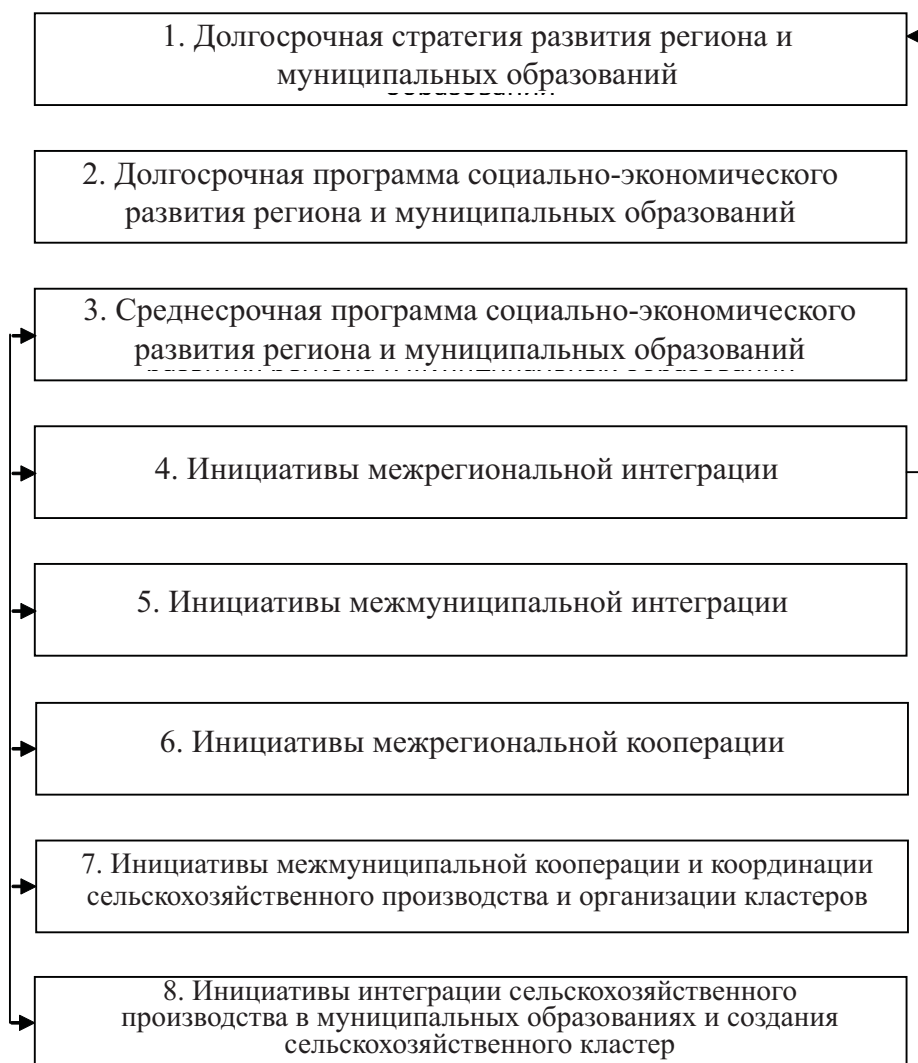 1. Долгосрочная стратегия развития региона и
муниципальных образований
2. Долгосрочная программа социально-экономического
развития региона и муниципальных образований
3. Среднесрочная программа социально-экономического
развития региона и муниципальных образований
4. Инициативы межрегиональной интеграции
5. Инициативы межмуниципальной интеграции
6. Инициативы межрегиональной кооперации
7. Инициативы межмуниципальной кооперации и координации
сельскохозяйственного производства и организации кластеров
8. Инициативы интеграции сельскохозяйственного
производства в муниципальных образованиях и создания
сельскохозяйственного кластер